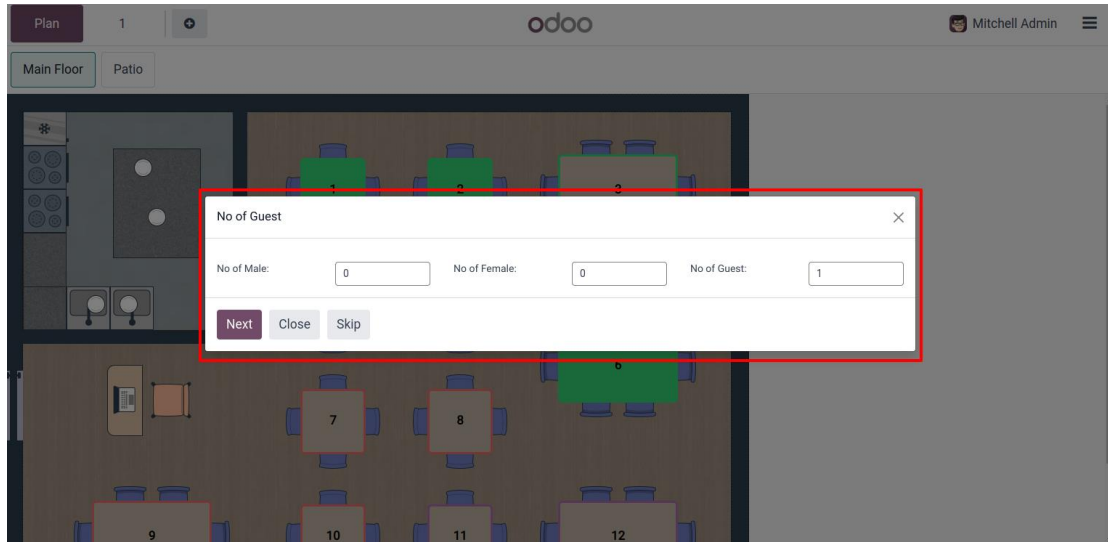 Plan 1 odoo Mitchell Admin
Main Floor Patio
1 2 3
No of Guest
No of Male: 0 No of Female: 0 No of Guest: 1
Next Close Skip
6
7 8
9 10 11 12